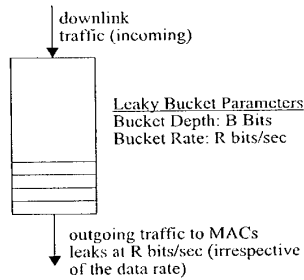 downlink
traffic (incoming)
Leaky Bucket Parameters
Bucket Depth: B Bits
Bucket Rate: R bits/sec
outgoing traffic to MACs
leaks at R bits/sec (irrespective
of the data rate)